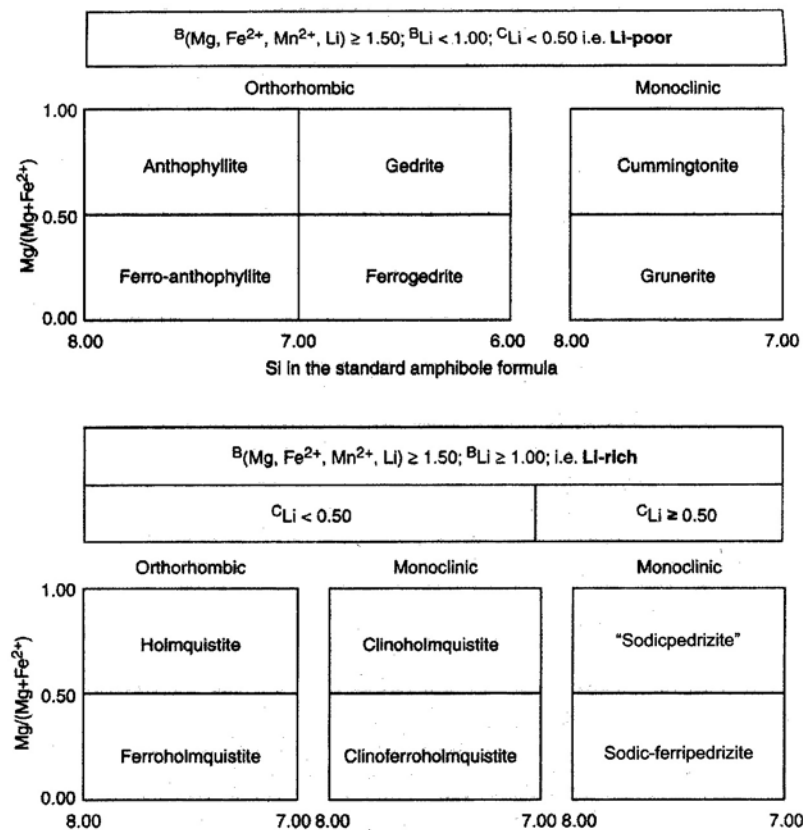 ᴮ(Mg, Fe²⁺, Mn²⁺, Li) ≥ 1.50; ᴮLi < 1.00; ᶜLi < 0.50 i.e. Li-poor
Orthorhombic Monoclinic
1.00
Anthophyllite Gedrite Cummingtonite
Mg/(Mg+Fe²⁺)
0.50
Ferro-anthophyllite Ferrogedrite Grunerite
0.00
8.00 7.00 6.00 8.00 7.00
Si in the standard amphibole formula
ᴮ(Mg, Fe²⁺, Mn²⁺, Li) ≥ 1.50; ᴮLi ≥ 1.00; i.e. Li-rich
ᶜLi < 0.50 ᶜLi ≥ 0.50
Orthorhombic Monoclinic Monoclinic
1.00
Holmquistite Clinoholmquistite “Sodicpedrizite”
Mg/(Mg+Fe²⁺)
0.50
Ferroholmquistite Clinoferroholmquistite Sodic-ferripedrizite
0.00
8.00 7.00 8.00 7.00 8.00 7.00